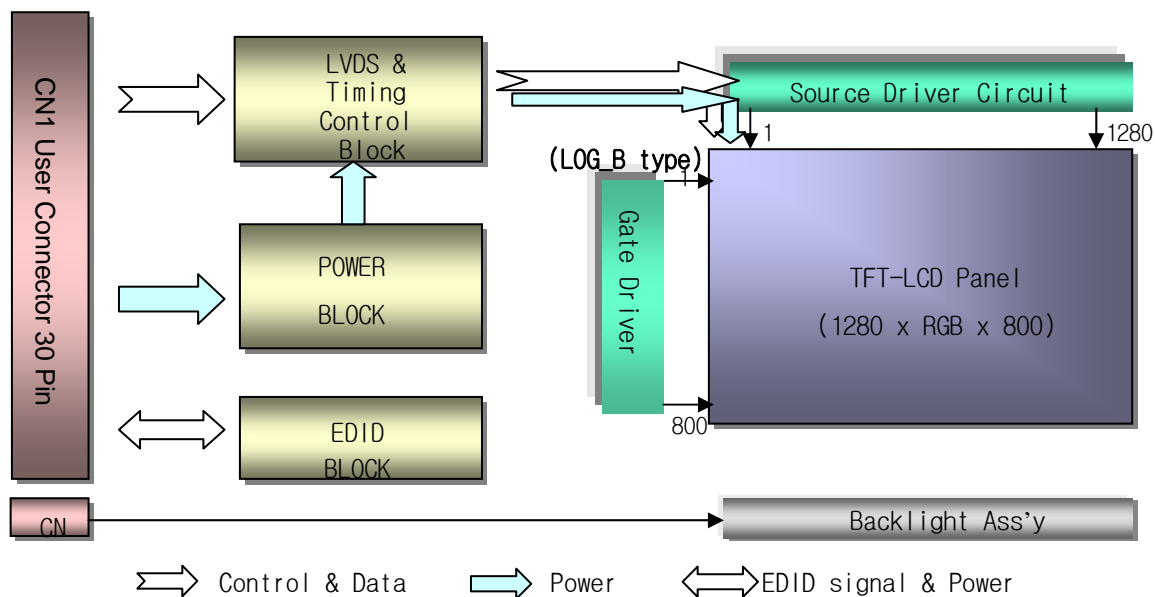 CN1 User Connector 30 Pin
LVDS &
Timing
Control
Block
Source Driver Circuit
1
1280
(LOG_B type)
1
Gate Driver
800
POWER
BLOCK
TFT-LCD Panel
(1280 x RGB x 800)
EDID
BLOCK
CN
Backlight Ass'y
Control & Data
Power
EDID signal & Power